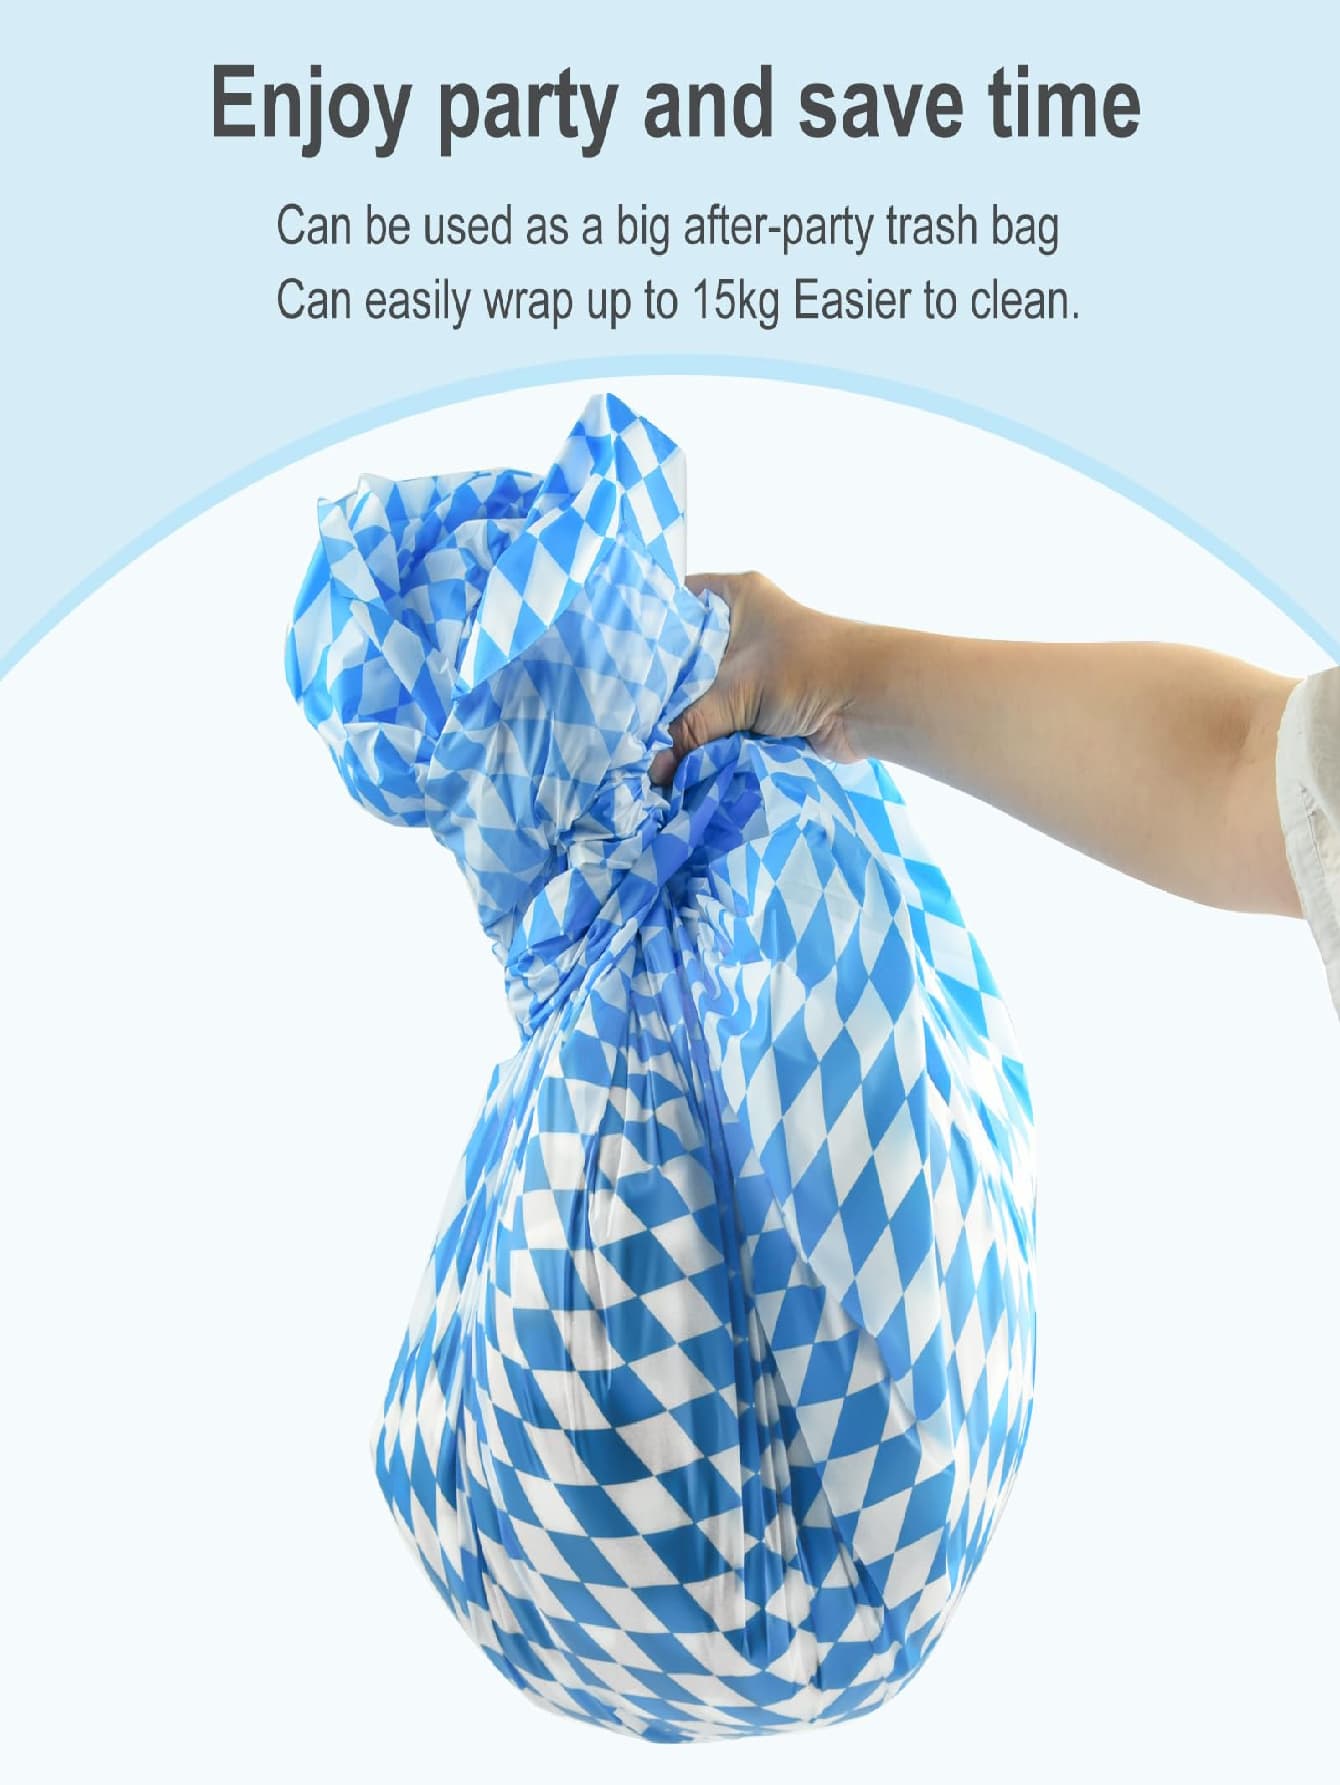 Enjoy party and save time
Can be used as a big after-party trash bag
Can easily wrap up to 15kg Easier to clean.